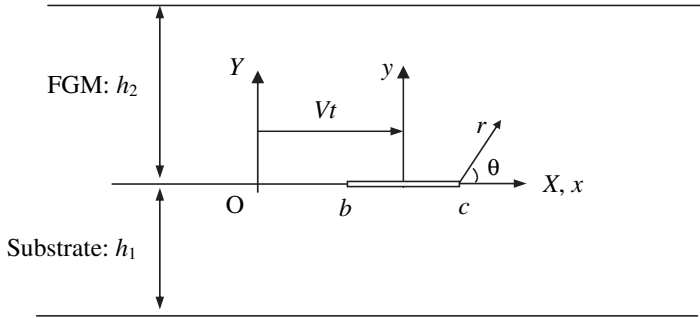 FGM: h₂
Y
y
Vt
r
θ
X, x
O
b
c
Substrate: h₁